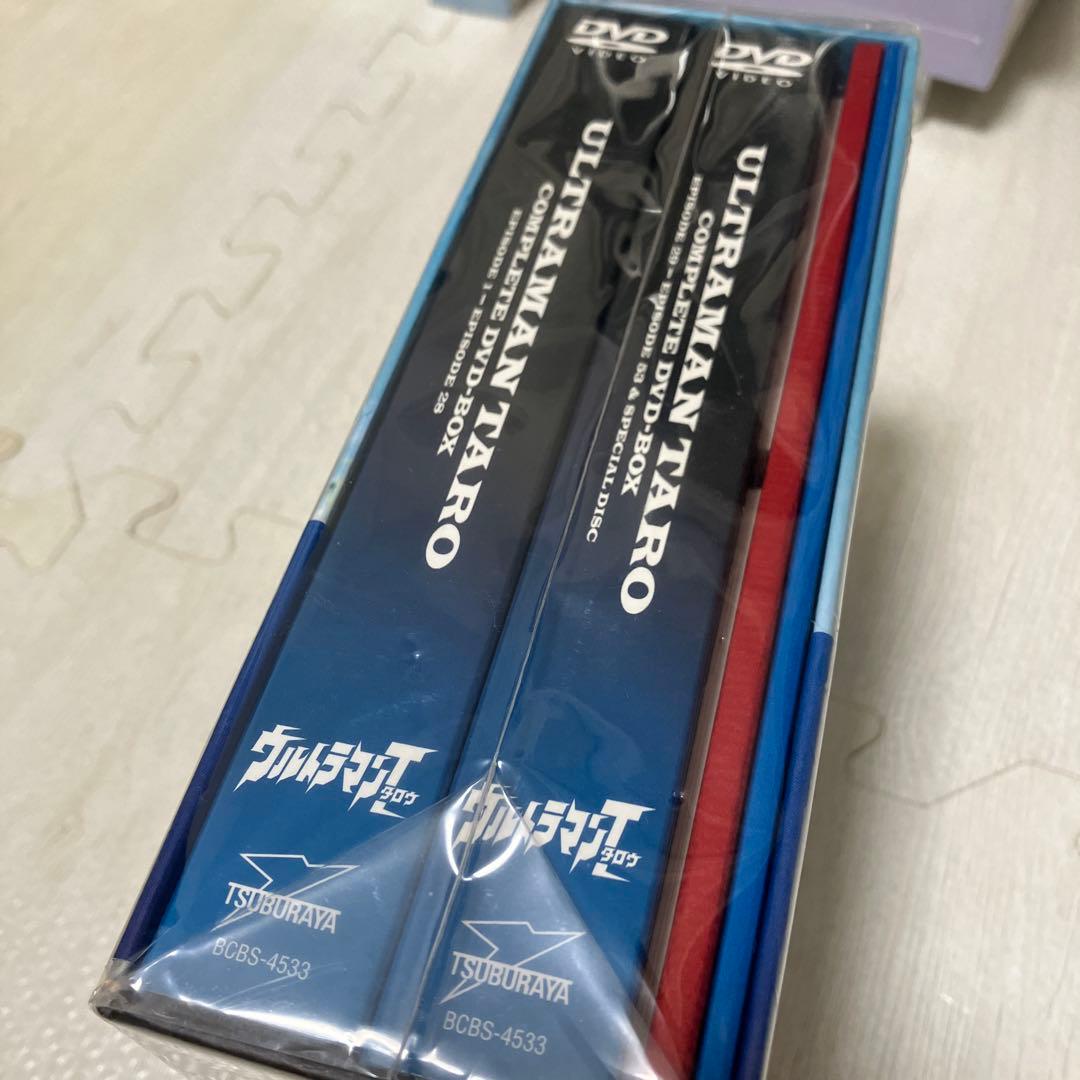 DVD
VIDEO
ULTRAMAN TARO
COMPLETE DVD-BOX
EPISODE 1 - EPISODE 28
ウルトラマンT
タロウ
TSUBURAYA
BCBS-4533
DVD
VIDEO
ULTRAMAN TARO
COMPLETE DVD-BOX
EPISODE 29 - EPISODE 53 & SPECIAL DISC
ウルトラマンT
タロウ
TSUBURAYA
BCBS-4533